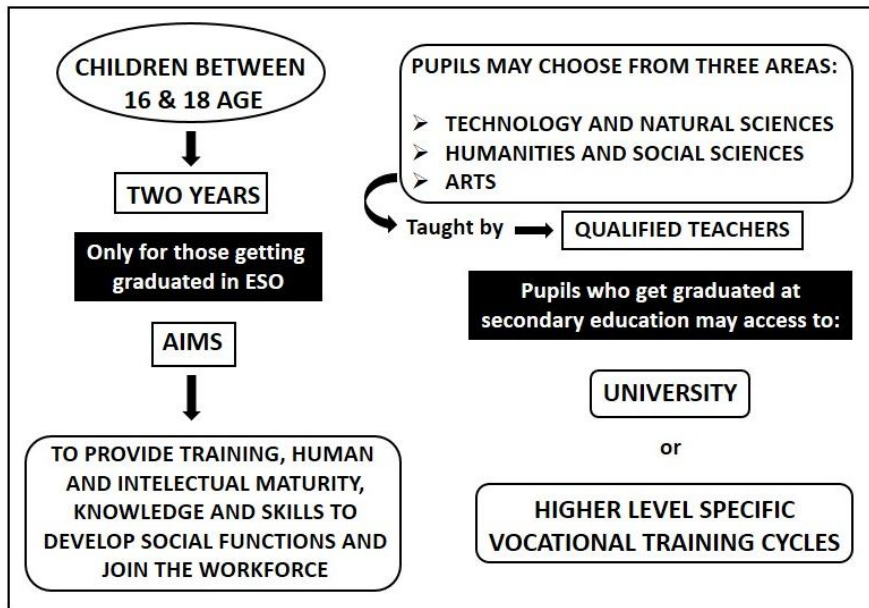 CHILDREN BETWEEN
16 & 18 AGE
TWO YEARS
Only for those getting
graduated in ESO
AIMS
TO PROVIDE TRAINING, HUMAN
AND INTELECTUAL MATURITY,
KNOWLEDGE AND SKILLS TO
DEVELOP SOCIAL FUNCTIONS AND
JOIN THE WORKFORCE
PUPILS MAY CHOOSE FROM THREE AREAS:
➢ TECHNOLOGY AND NATURAL SCIENCES
➢ HUMANITIES AND SOCIAL SCIENCES
➢ ARTS
Taught by
QUALIFIED TEACHERS
Pupils who get graduated at
secondary education may access to:
UNIVERSITY
or
HIGHER LEVEL SPECIFIC
VOCATIONAL TRAINING CYCLES